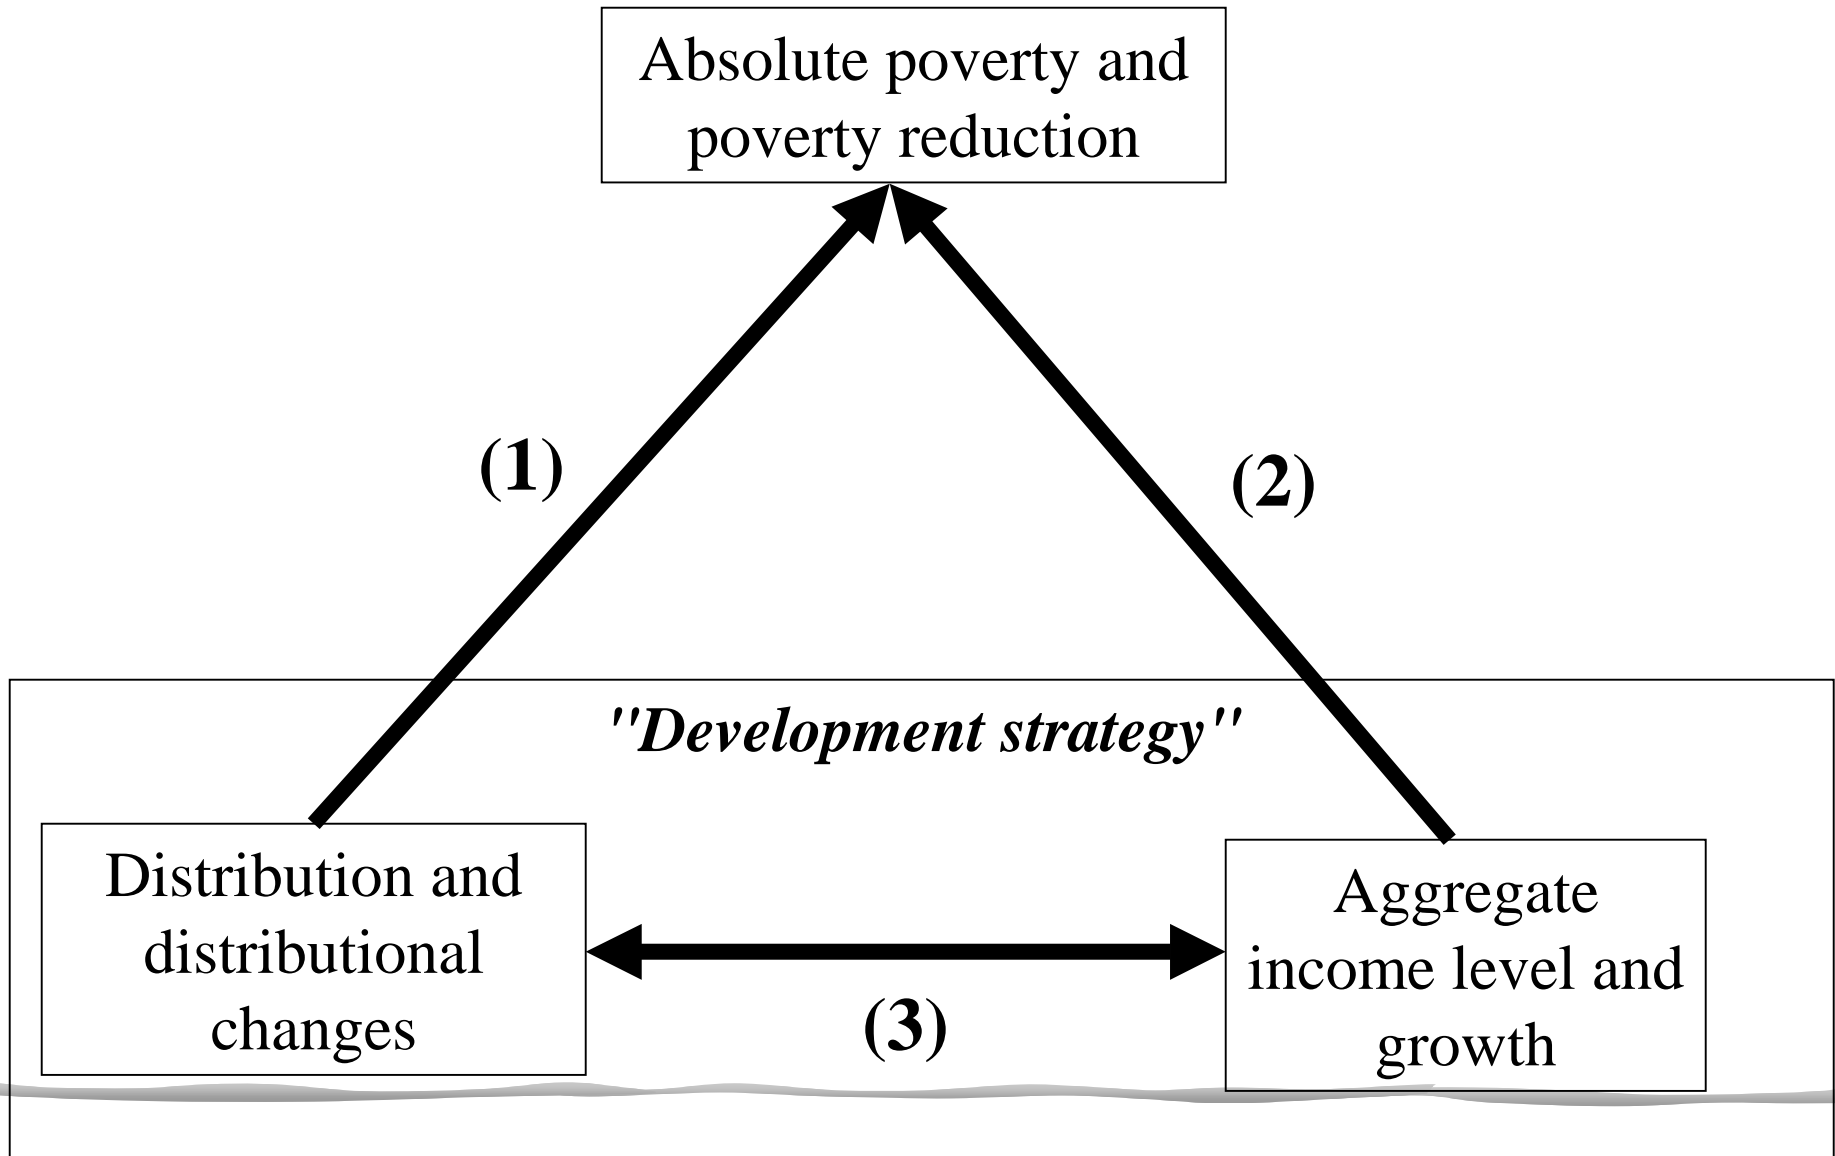 Absolute poverty and
poverty reduction
(1)
(2)
"Development strategy"
Distribution and
distributional
changes
Aggregate
income level and
growth
(3)